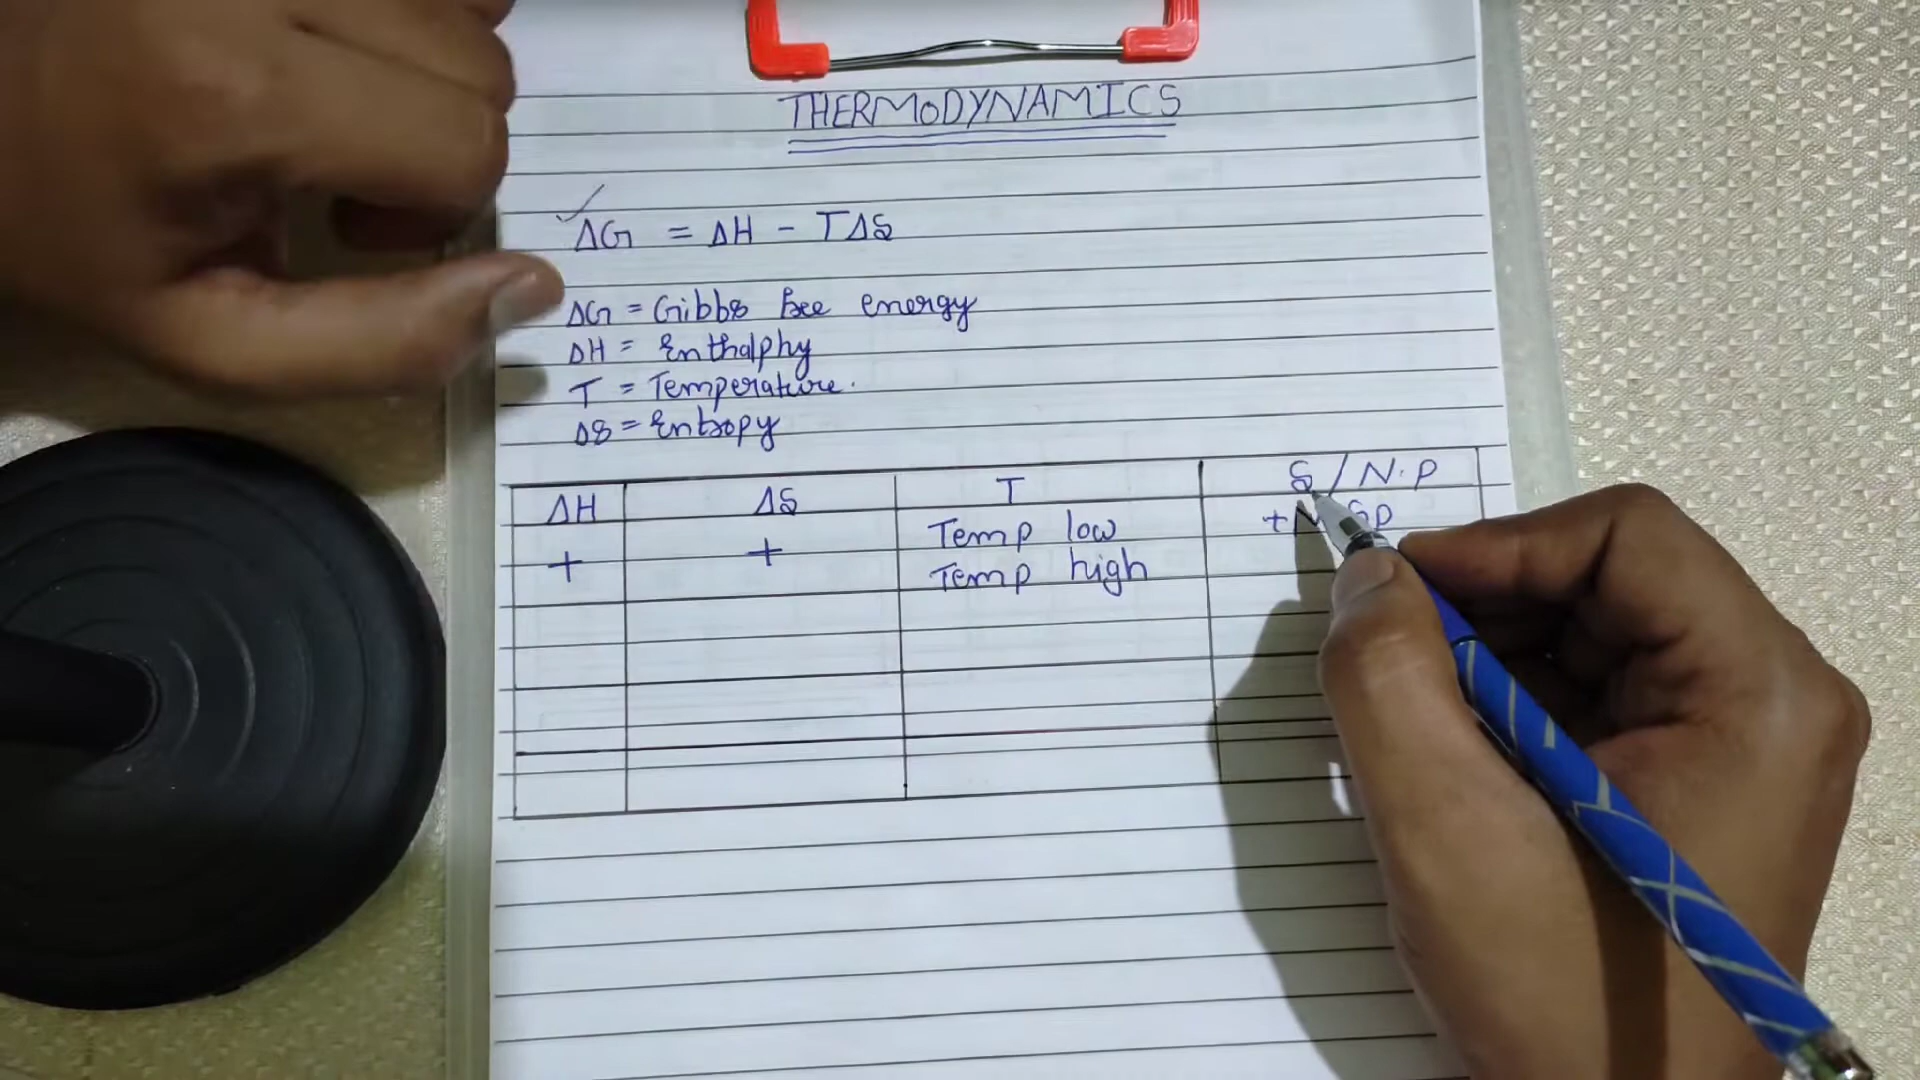 THERMODYNAMICS
ΔG = ΔH - TΔS
ΔG = Gibbs free energy
ΔH = Enthalphy
T = Temperature.
ΔS = Entropy
ΔH ΔS T S/N.P
+ + Temp low
Temp high